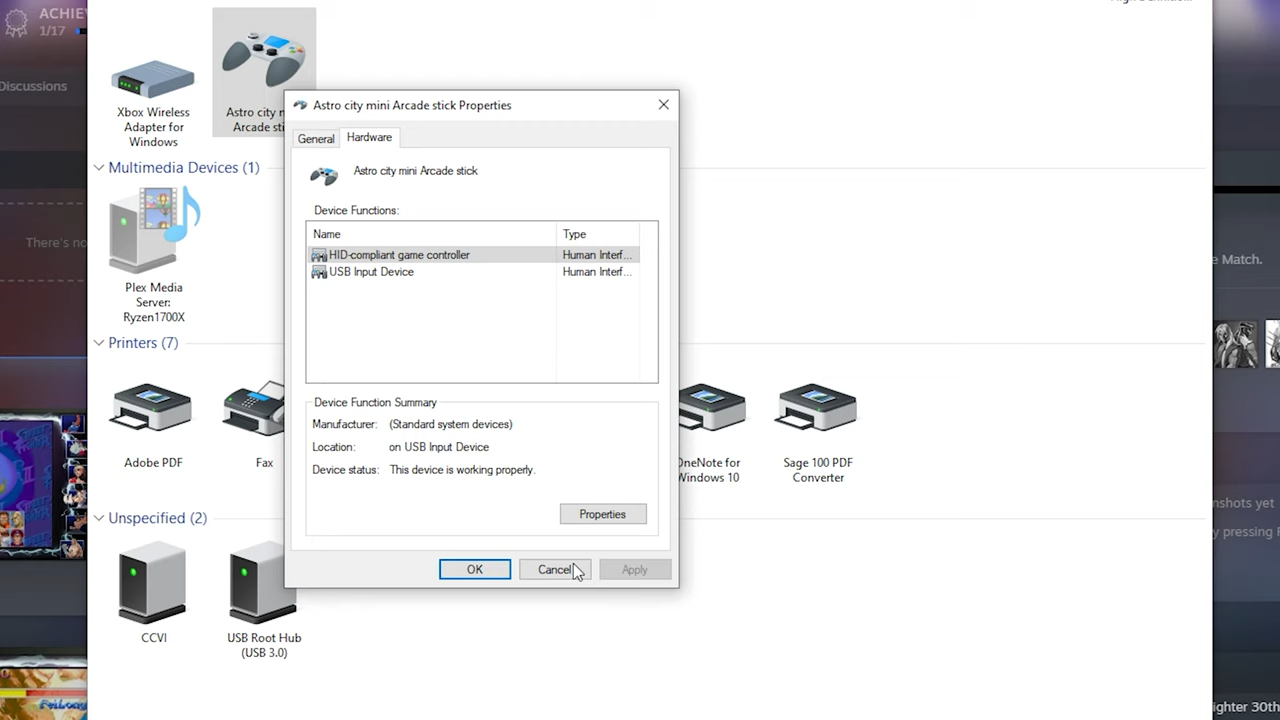 ACHIE
1/17
Discussions
There's no
Xbox Wireless
Adapter for
Windows
Astro city m
Arcade sti
Multimedia Devices (1)
Plex Media
Server:
Ryzen1700X
Printers (7)
Adobe PDF
Fax
OneNote for
Windows 10
Sage 100 PDF
Converter
Unspecified (2)
CCVI
USB Root Hub
(USB 3.0)
Astro city mini Arcade stick Properties
General
Hardware
Astro city mini Arcade stick
Device Functions:
Name
Type
HID-compliant game controller
Human Interf...
USB Input Device
Human Interf...
Device Function Summary
Manufacturer: (Standard system devices)
Location: on USB Input Device
Device status: This device is working properly.
Properties
OK
Cancel
Apply
e Match.
nshots yet
y pressing F
ighter 30th